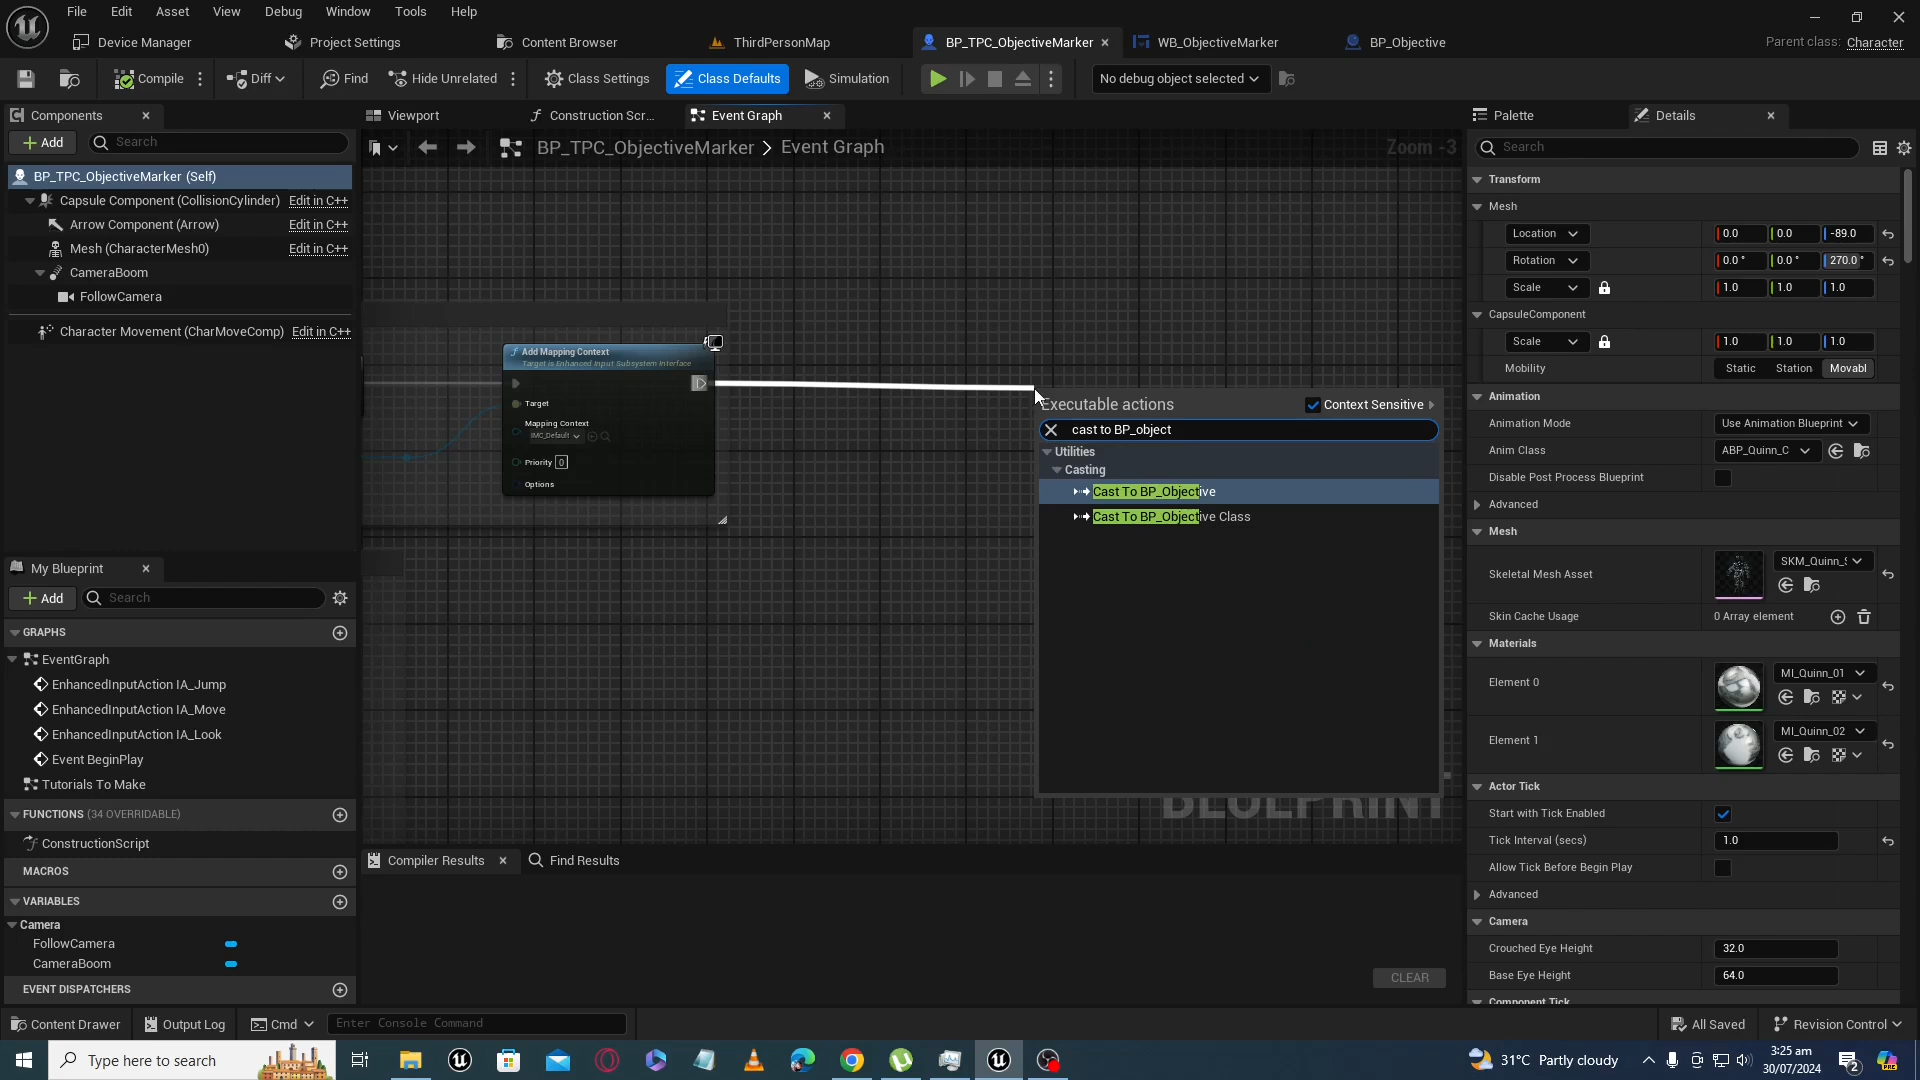 File Edit Asset View Debug Window Tools Help
Device Manager Project Settings Content Browser ThirdPersonMap BP_TPC_ObjectiveMarker WB_ObjectiveMarker BP_Objective Parent class: Character
Compile Diff Find Hide Unrelated Class Settings Class Defaults Simulation No debug object selected
Components
Add Search
BP_TPC_ObjectiveMarker (Self)
Capsule Component (CollisionCylinder) Edit in C++
Arrow Component (Arrow) Edit in C++
Mesh (CharacterMesh0) Edit in C++
CameraBoom
FollowCamera
Character Movement (CharMoveComp) Edit in C++
My Blueprint
Add Search
GRAPHS
EventGraph
EnhancedInputAction IA_Jump
EnhancedInputAction IA_Move
EnhancedInputAction IA_Look
Event BeginPlay
Tutorials To Make
FUNCTIONS (34 OVERRIDABLE)
ConstructionScript
MACROS
VARIABLES
Camera
FollowCamera
CameraBoom
EVENT DISPATCHERS
Viewport Construction Scr... Event Graph
BP_TPC_ObjectiveMarker > Event Graph Zoom -3
Add Mapping Context
Target is Enhanced Input Subsystem Interface
Target
Mapping Context
IMC_Default
Priority 0
Options
Executable actions Context Sensitive
cast to BP_object
Utilities
Casting
Cast To BP_Objective
Cast To BP_Objective Class
BLUEPRINT
Compiler Results Find Results
CLEAR
Palette Details
Search
Transform
Mesh
Location 0.0 0.0 -89.0
Rotation 0.0 ° 0.0 ° 270.0 °
Scale 1.0 1.0 1.0
CapsuleComponent
Scale 1.0 1.0 1.0
Mobility Static Station Movabl
Animation
Animation Mode Use Animation Blueprint
Anim Class ABP_Quinn_C
Disable Post Process Blueprint
Advanced
Mesh
Skeletal Mesh Asset SKM_Quinn_S
Skin Cache Usage 0 Array element
Materials
Element 0 MI_Quinn_01
Element 1 MI_Quinn_02
Actor Tick
Start with Tick Enabled
Tick Interval (secs) 1.0
Allow Tick Before Begin Play
Advanced
Camera
Crouched Eye Height 32.0
Base Eye Height 64.0
Component Tick
Content Drawer Output Log Cmd Enter Console Command All Saved Revision Control
Type here to search 31°C Partly cloudy 3:25 am
30/07/2024 2